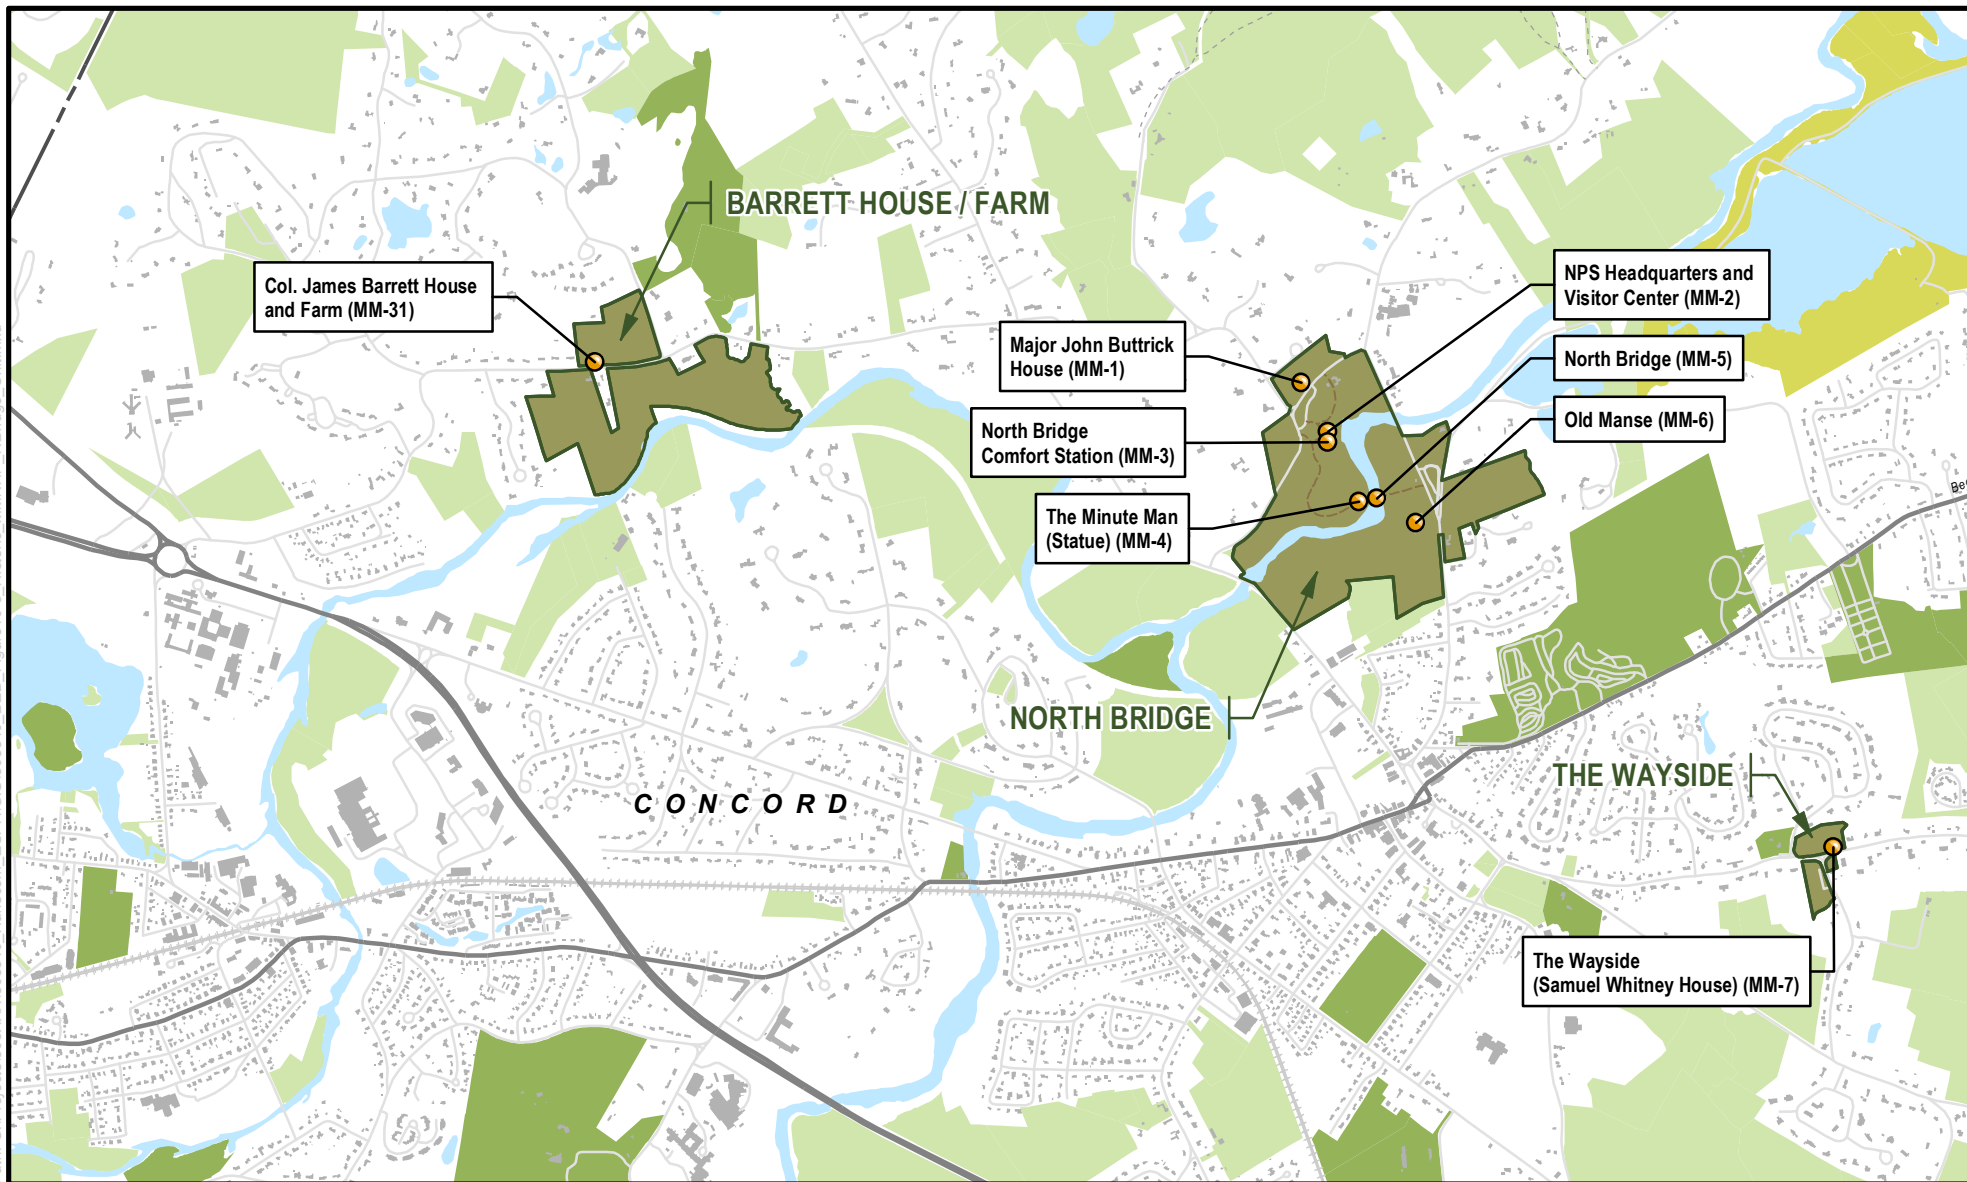 BARRETT HOUSE / FARM
Col. James Barrett House
and Farm (MM-31)
NPS Headquarters and
Visitor Center (MM-2)
Major John Buttrick
House (MM-1)
North Bridge (MM-5)
North Bridge
Comfort Station (MM-3)
Old Manse (MM-6)
The Minute Man
(Statue) (MM-4)
NORTH BRIDGE
THE WAYSIDE
CONCORD
The Wayside
(Samuel Whitney House) (MM-7)